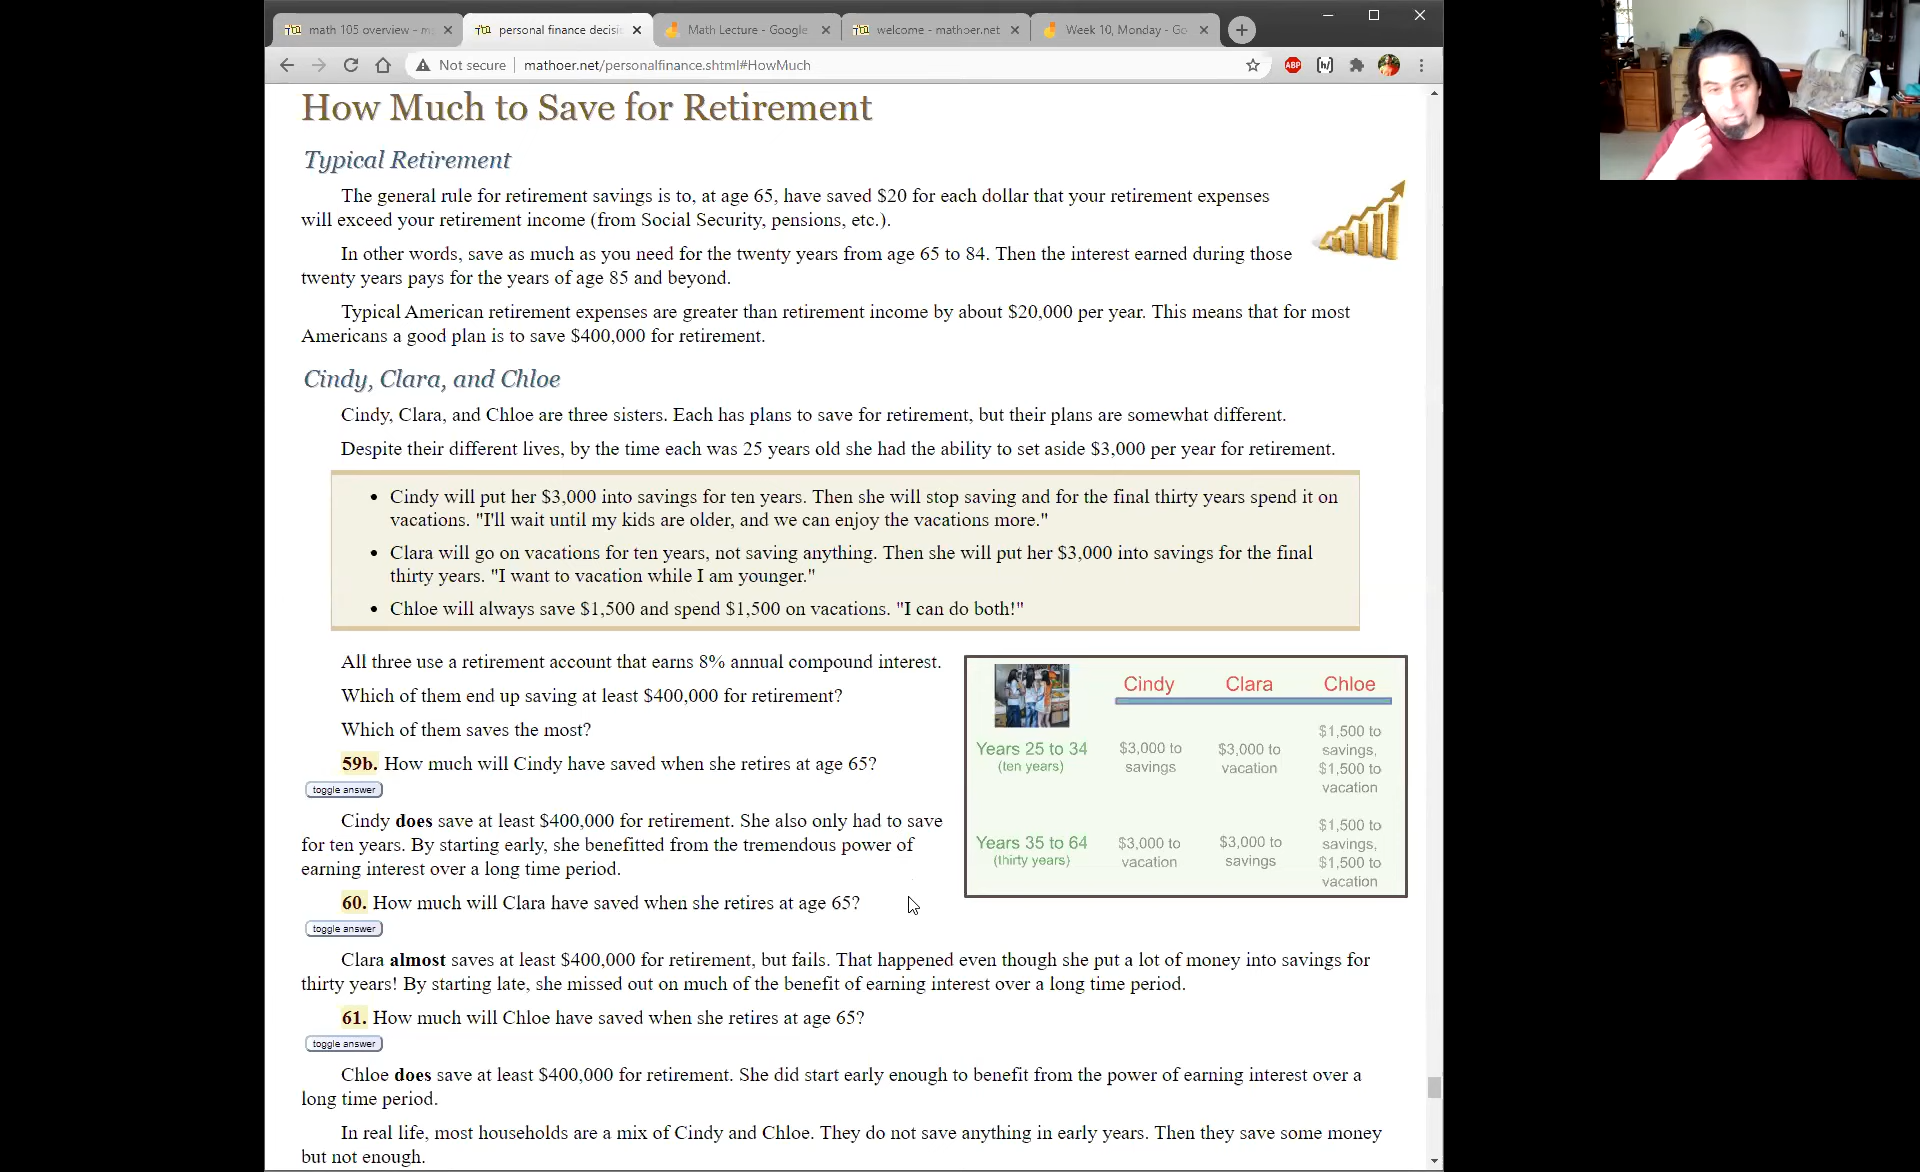 math 105 overview - m
personal finance decisi
Math Lecture - Google
welcome - mathoer.net
Week 10, Monday - Go
Not secure
mathoer.net/personalfinance.shtml#HowMuch
ABP
How Much to Save for Retirement
Typical Retirement
The general rule for retirement savings is to, at age 65, have saved $20 for each dollar that your retirement expenses
will exceed your retirement income (from Social Security, pensions, etc.).
In other words, save as much as you need for the twenty years from age 65 to 84. Then the interest earned during those
twenty years pays for the years of age 85 and beyond.
Typical American retirement expenses are greater than retirement income by about $20,000 per year. This means that for most
Americans a good plan is to save $400,000 for retirement.
Cindy, Clara, and Chloe
Cindy, Clara, and Chloe are three sisters. Each has plans to save for retirement, but their plans are somewhat different.
Despite their different lives, by the time each was 25 years old she had the ability to set aside $3,000 per year for retirement.
• Cindy will put her $3,000 into savings for ten years. Then she will stop saving and for the final thirty years spend it on
vacations. "I'll wait until my kids are older, and we can enjoy the vacations more."
• Clara will go on vacations for ten years, not saving anything. Then she will put her $3,000 into savings for the final
thirty years. "I want to vacation while I am younger."
• Chloe will always save $1,500 and spend $1,500 on vacations. "I can do both!"
All three use a retirement account that earns 8% annual compound interest.
Which of them end up saving at least $400,000 for retirement?
Which of them saves the most?
59b. How much will Cindy have saved when she retires at age 65?
toggle answer
Cindy does save at least $400,000 for retirement. She also only had to save
for ten years. By starting early, she benefitted from the tremendous power of
earning interest over a long time period.
60. How much will Clara have saved when she retires at age 65?
toggle answer
Cindy Clara Chloe
Years 25 to 34
(ten years)
$3,000 to
savings
$3,000 to
vacation
$1,500 to
savings,
$1,500 to
vacation
Years 35 to 64
(thirty years)
$3,000 to
vacation
$3,000 to
savings
$1,500 to
savings,
$1,500 to
vacation
Clara almost saves at least $400,000 for retirement, but fails. That happened even though she put a lot of money into savings for
thirty years! By starting late, she missed out on much of the benefit of earning interest over a long time period.
61. How much will Chloe have saved when she retires at age 65?
toggle answer
Chloe does save at least $400,000 for retirement. She did start early enough to benefit from the power of earning interest over a
long time period.
In real life, most households are a mix of Cindy and Chloe. They do not save anything in early years. Then they save some money
but not enough.